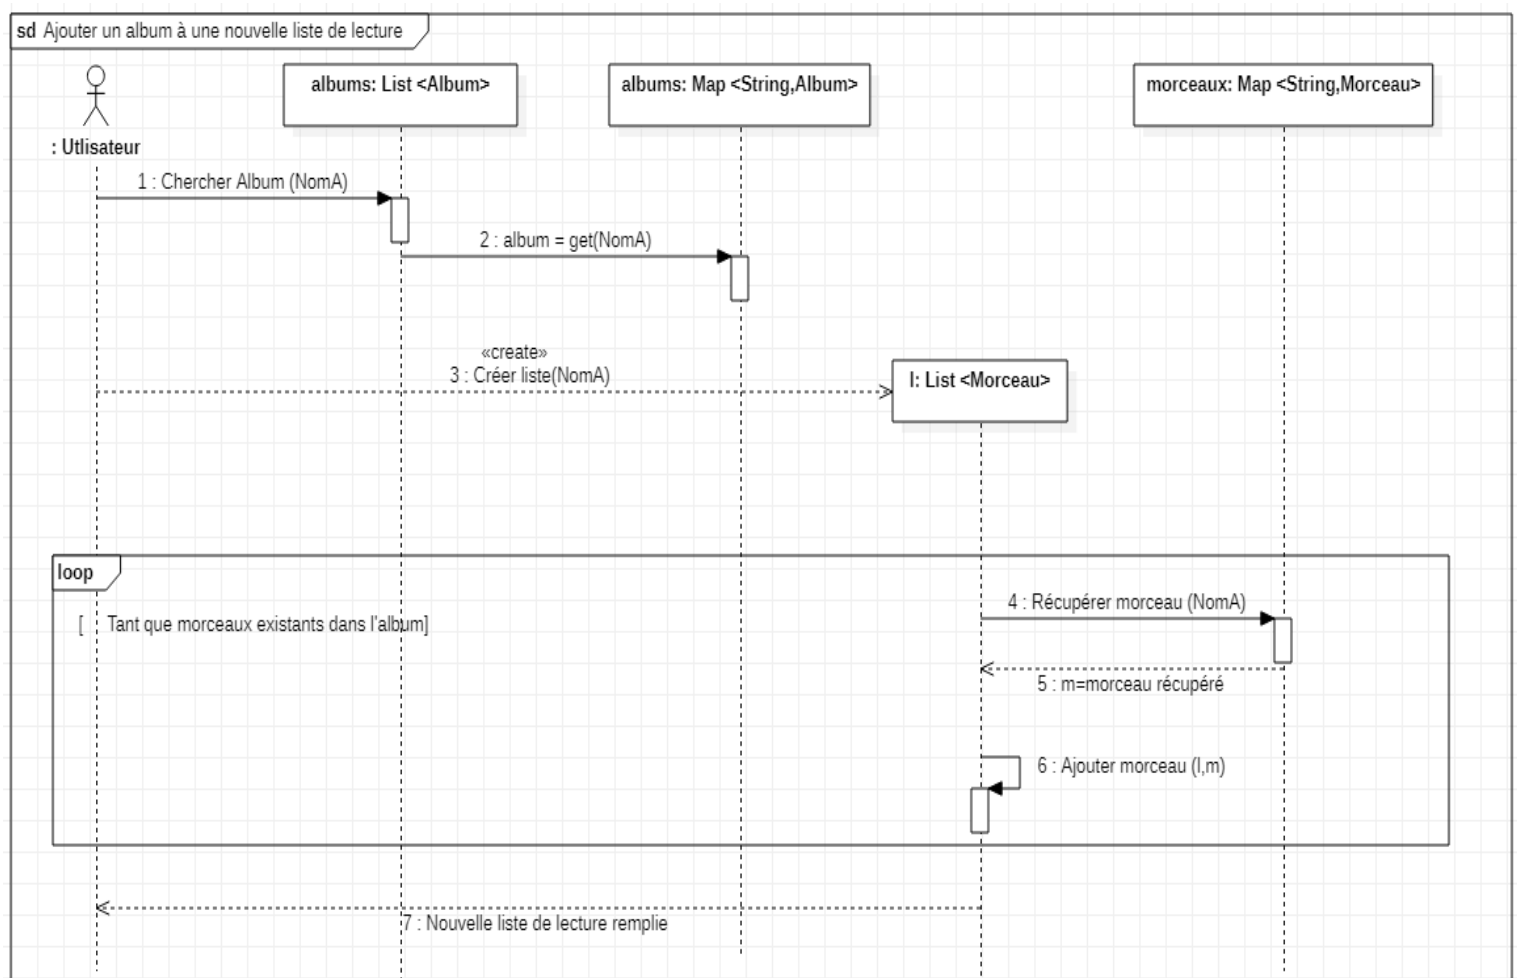 sd Ajouter un album à une nouvelle liste de lecture
albums: List <Album>
albums: Map <String,Album>
morceaux: Map <String,Morceau>
: Utlisateur
1 : Chercher Album (NomA)
2 : album = get(NomA)
«create»
3 : Créer liste(NomA)
l: List <Morceau>
loop
[ Tant que morceaux existants dans l'album]
4 : Récupérer morceau (NomA)
5 : m=morceau récupéré
6 : Ajouter morceau (l,m)
7 : Nouvelle liste de lecture remplie